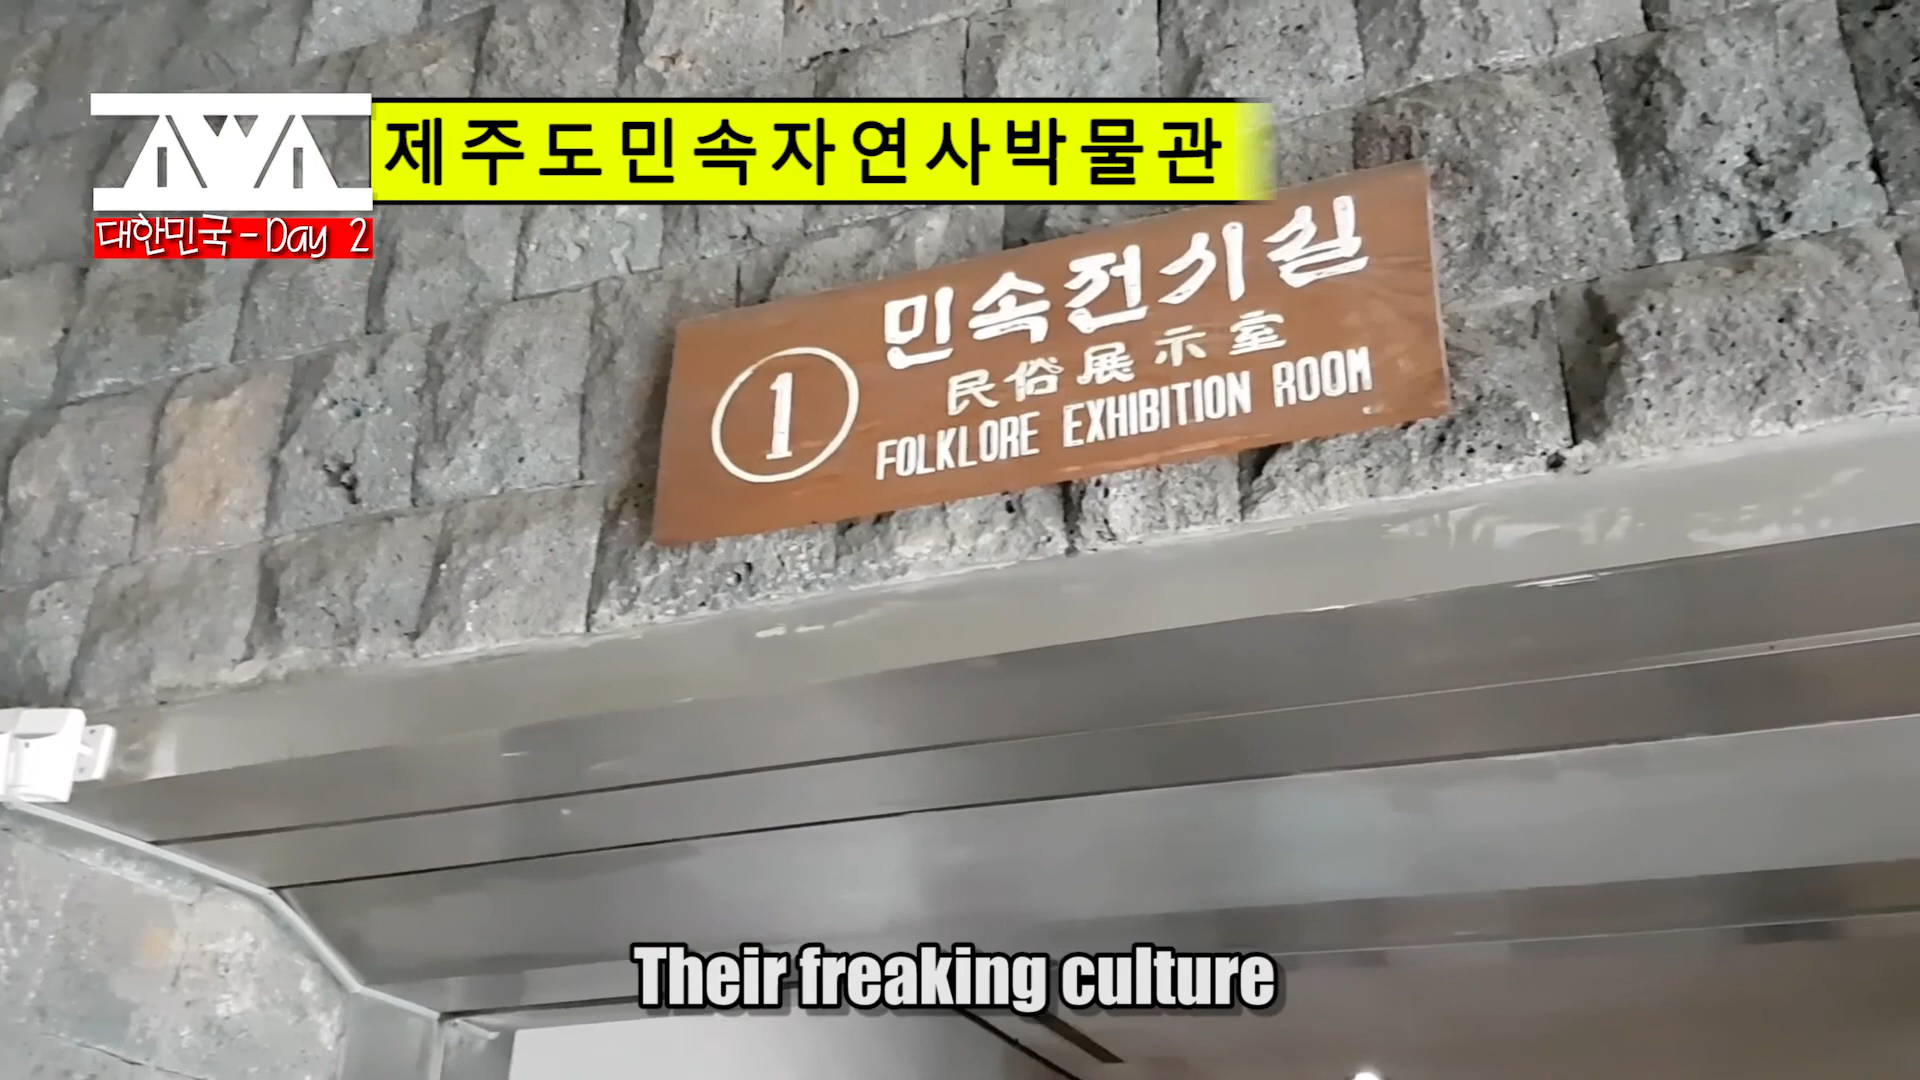 제주도민속자연사박물관
대한민국-Day 2
1
민속전시실
民俗展示室
FOLKLORE EXHIBITION ROOM
Their freaking culture